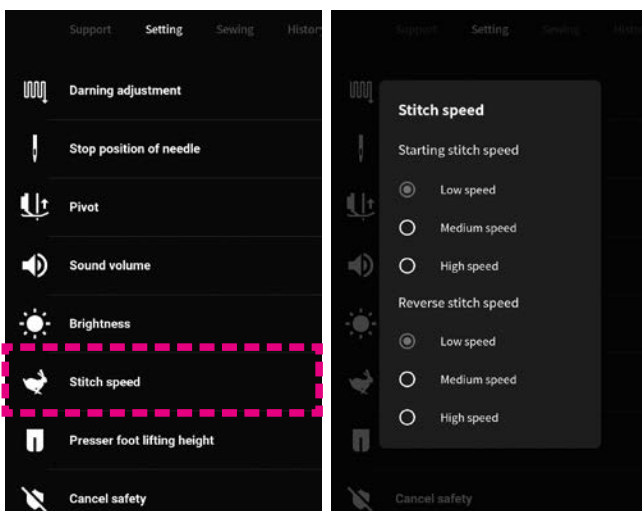 Support Setting Sewing History
Darning adjustment
Stop position of needle
Pivot
Sound volume
Brightness
Stitch speed
Presser foot lifting height
Cancel safety
Support Setting Sewing
Stitch speed
Starting stitch speed
Low speed
Medium speed
High speed
Reverse stitch speed
Low speed
Medium speed
High speed
Cancel safety